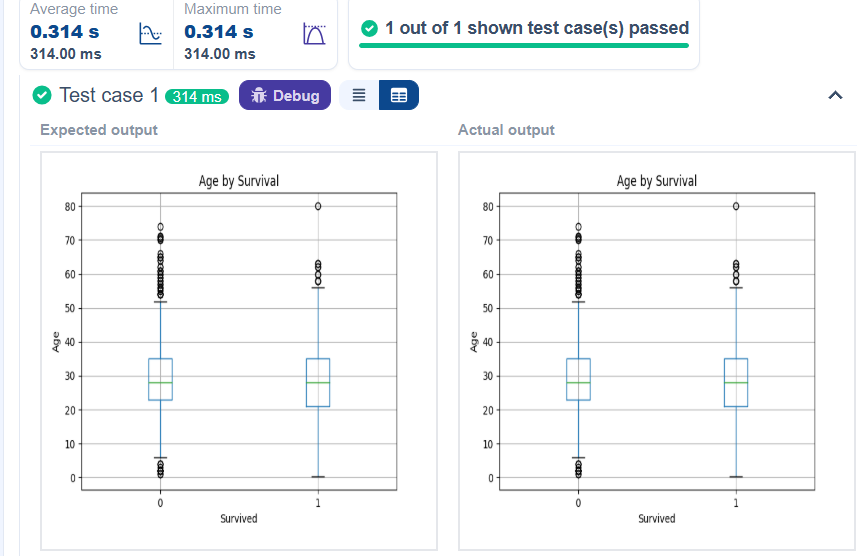 Average time
0.314 s
314.00 ms
Maximum time
0.314 s
314.00 ms
1 out of 1 shown test case(s) passed
Test case 1
314 ms
Debug
Expected output
Actual output
Age by Survival
80
70
60
50
40
30
20
10
0
Age
0
1
Survived
Age by Survival
80
70
60
50
40
30
20
10
0
Age
0
1
Survived